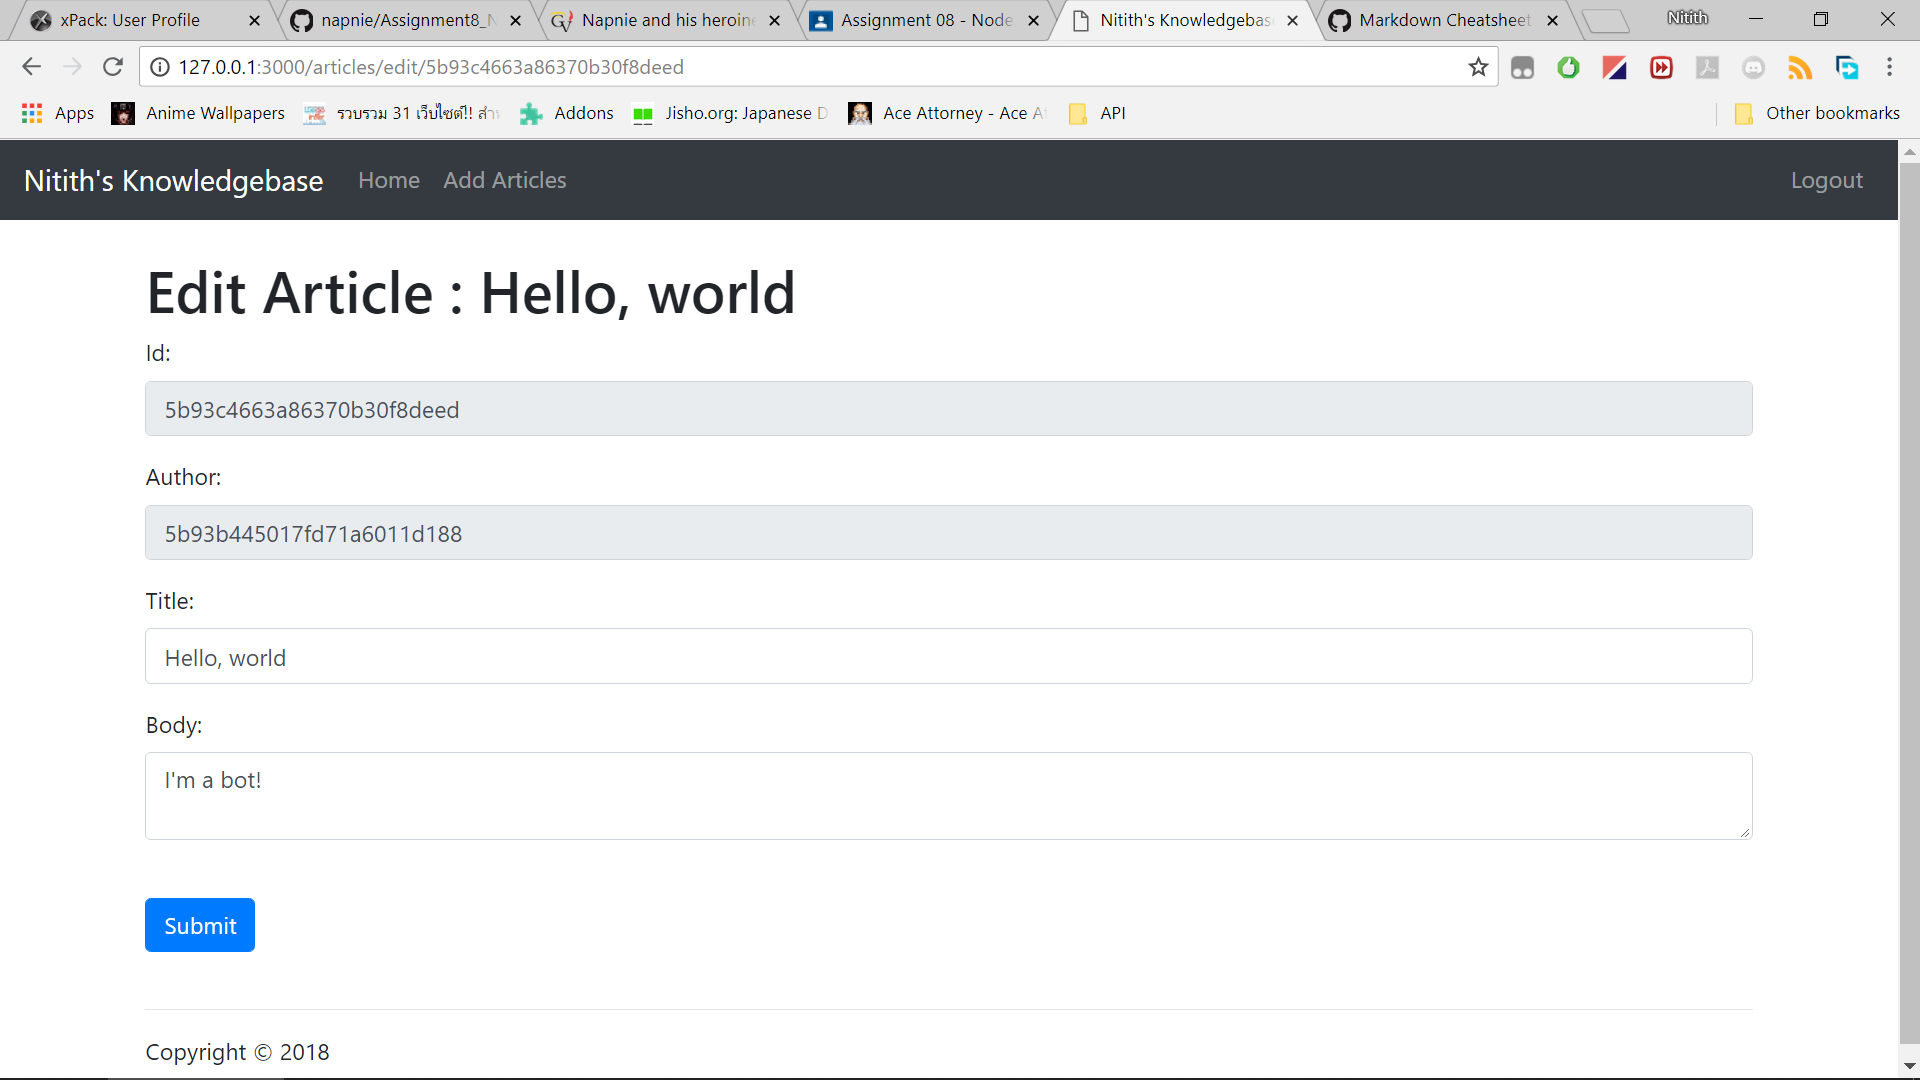 xPack: User Profile
napnie/Assignment8_N
Napnie and his heroine
Assignment 08 - Node
Nitith's Knowledgebas
Markdown Cheatsheet
Nitith
127.0.0.1:3000/articles/edit/5b93c4663a86370b30f8deed
Apps
Anime Wallpapers
รวบรวม 31 เว็บไซต์!! สำห
Addons
Jisho.org: Japanese D
Ace Attorney - Ace At
API
Other bookmarks
Nitith's Knowledgebase
Home
Add Articles
Logout
Edit Article : Hello, world
Id:
5b93c4663a86370b30f8deed
Author:
5b93b445017fd71a6011d188
Title:
Hello, world
Body:
I'm a bot!
Submit
Copyright © 2018